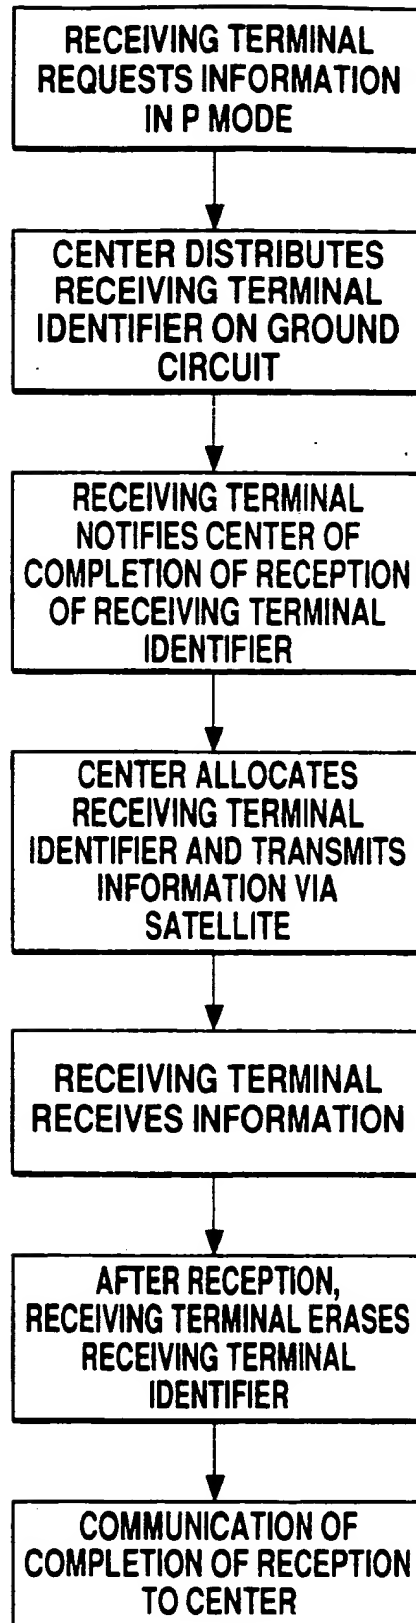 RECEIVING TERMINAL
REQUESTS INFORMATION
IN P MODE
CENTER DISTRIBUTES
RECEIVING TERMINAL
IDENTIFIER ON GROUND
CIRCUIT
RECEIVING TERMINAL
NOTIFIES CENTER OF
COMPLETION OF RECEPTION
OF RECEIVING TERMINAL
IDENTIFIER
CENTER ALLOCATES
RECEIVING TERMINAL
IDENTIFIER AND TRANSMITS
INFORMATION VIA
SATELLITE
RECEIVING TERMINAL
RECEIVES INFORMATION
AFTER RECEPTION,
RECEIVING TERMINAL ERASES
RECEIVING TERMINAL
IDENTIFIER
COMMUNICATION OF
COMPLETION OF RECEPTION
TO CENTER